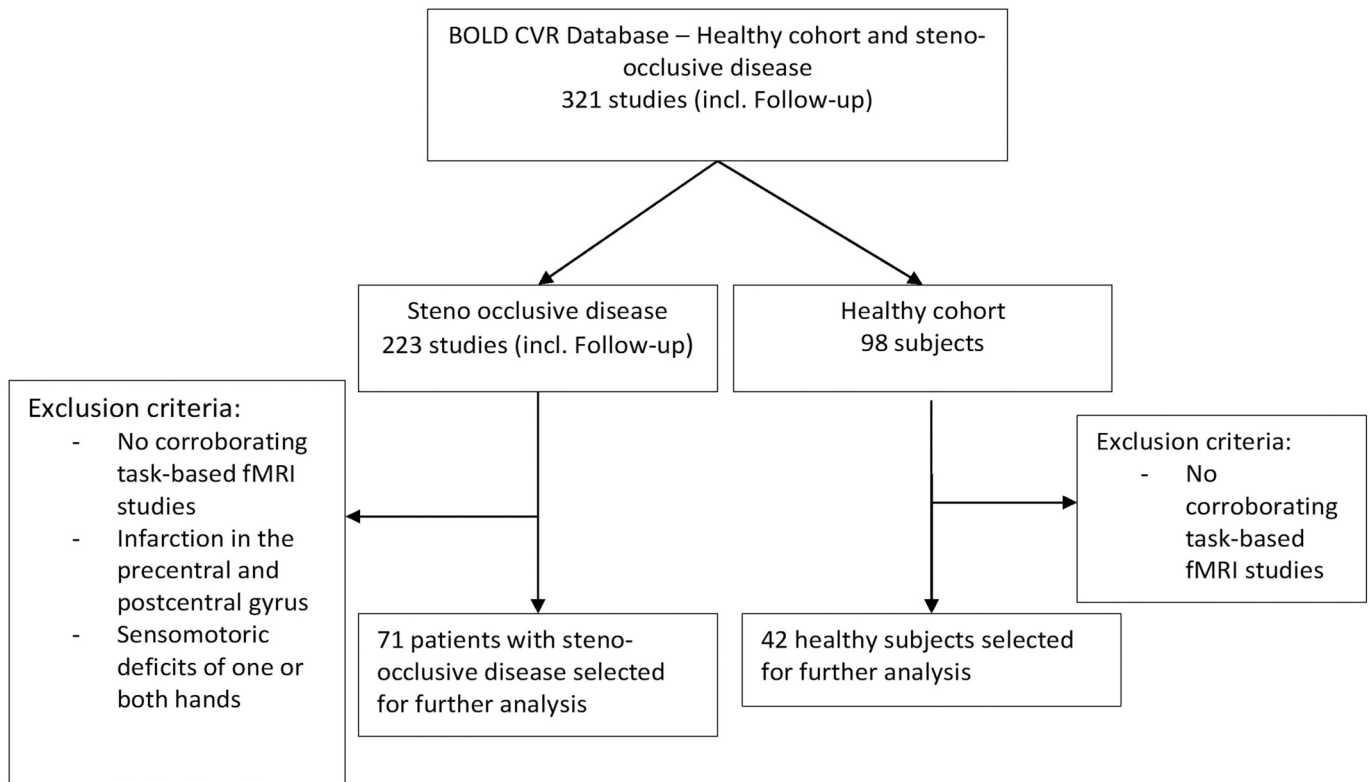 BOLD CVR Database – Healthy cohort and steno-
occlusive disease
321 studies (incl. Follow-up)
Steno occlusive disease
223 studies (incl. Follow-up)
Healthy cohort
98 subjects
Exclusion criteria:
- No corroborating
task-based fMRI
studies
- Infarction in the
precentral and
postcentral gyrus
- Sensomotoric
deficits of one or
both hands
Exclusion criteria:
- No
corroborating
task-based
fMRI studies
71 patients with steno-
occlusive disease selected
for further analysis
42 healthy subjects selected
for further analysis